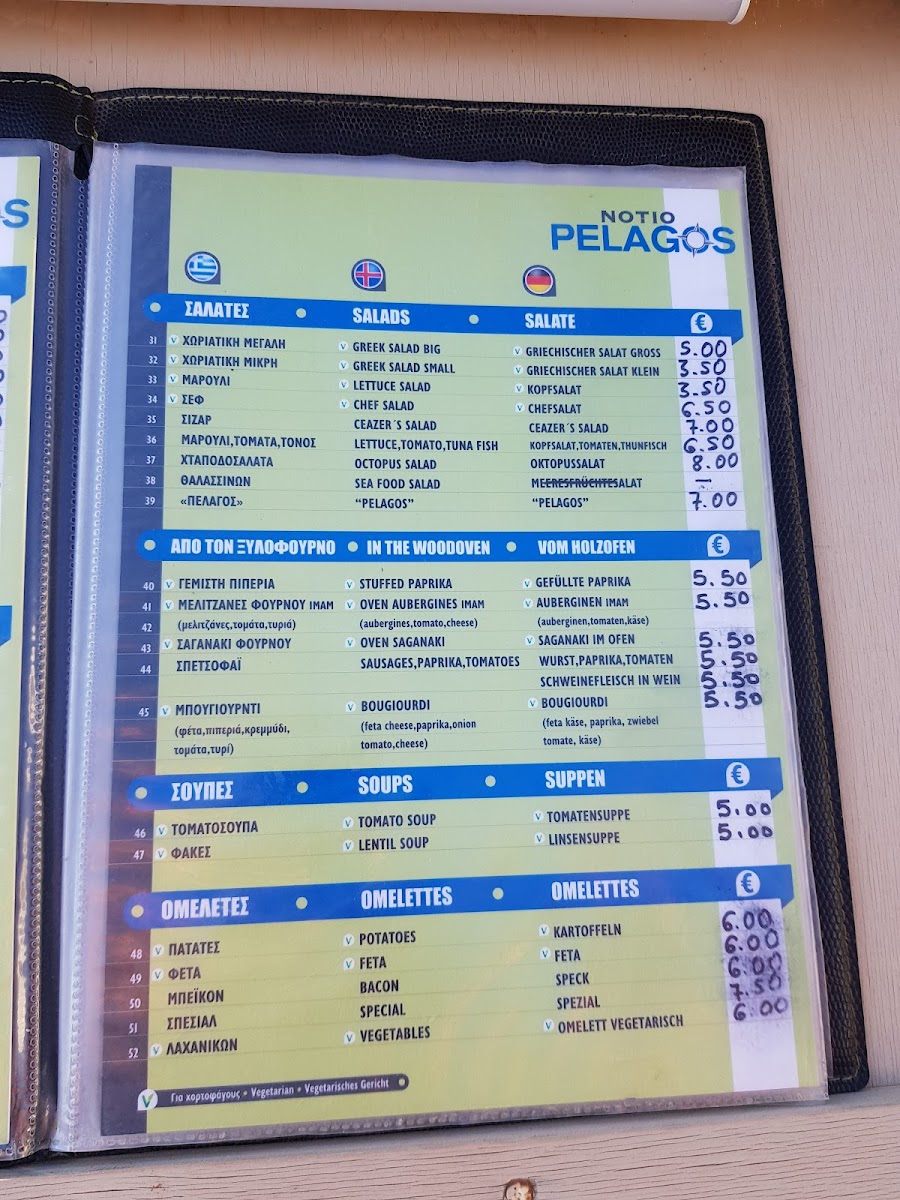 S
NOTIO
PELAGOS
ΣΑΛΑΤΕΣ SALADS SALATE €
31 V ΧΩΡΙΑΤΙΚΗ ΜΕΓΑΛΗ V GREEK SALAD BIG V GRIECHISCHER SALAT GROSS 5.00
32 V ΧΩΡΙΑΤΙΚΗ ΜΙΚΡΗ V GREEK SALAD SMALL V GRIECHISCHER SALAT KLEIN 3.50
33 V ΜΑΡΟΥΛΙ V LETTUCE SALAD V KOPFSALAT 3.50
34 V ΣΕΦ V CHEF SALAD V CHEFSALAT 6.50
35 ΣΙΖΑΡ CEAZER´S SALAD CEAZER´S SALAD 7.00
36 ΜΑΡΟΥΛΙ,ΤΟΜΑΤΑ,ΤΟΝΟΣ LETTUCE,TOMATO,TUNA FISH KOPFSALAT,TOMATEN,THUNFISCH 6.50
37 ΧΤΑΠΟΔΟΣΑΛΑΤΑ OCTOPUS SALAD OKTOPUSSALAT 8.00
38 ΘΑΛΑΣΣΙΝΩΝ SEA FOOD SALAD MEERESFRÜCHTESALAT —
39 «ΠΕΛΑΓΟΣ» “PELAGOS” “PELAGOS” 7.00
ΑΠΟ ΤΟΝ ΞΥΛΟΦΟΥΡΝΟ IN THE WOODOVEN VOM HOLZOFEN €
40 V ΓΕΜΙΣΤΗ ΠΙΠΕΡΙΑ V STUFFED PAPRIKA V GEFÜLLTE PAPRIKA 5.50
41 V ΜΕΛΙΤΖΑΝΕΣ ΦΟΥΡΝΟΥ ΙΜΑΜ V OVEN AUBERGINES IMAM V AUBERGINEN IMAM 5.50
42 (μελιτζάνες,τομάτα,τυριά) (aubergines,tomato,cheese) (auberginen,tomaten,käse)
43 V ΣΑΓΑΝΑΚΙ ΦΟΥΡΝΟΥ V OVEN SAGANAKI V SAGANAKI IM OFEN 5.50
44 ΣΠΕΤΣΟΦΑΪ SAUSAGES,PAPRIKA,TOMATOES WURST,PAPRIKA,TOMATEN 5.50
SCHWEINEFLEISCH IN WEIN 5.50
45 V ΜΠΟΥΓΙΟΥΡΝΤΙ V BOUGIOURDI V BOUGIOURDI 5.50
(φέτα,πιπεριά,κρεμμύδι, (feta cheese,paprika,onion (feta käse, paprika, zwiebel
τομάτα,τυρί) tomato,cheese) tomate, käse)
ΣΟΥΠΕΣ SOUPS SUPPEN €
46 V ΤΟΜΑΤΟΣΟΥΠΑ V TOMATO SOUP V TOMATENSUPPE 5.00
47 V ΦΑΚΕΣ V LENTIL SOUP V LINSENSUPPE 5.00
ΟΜΕΛΕΤΕΣ OMELETTES OMELETTES €
48 V ΠΑΤΑΤΕΣ V POTATOES V KARTOFFELN 6.00
49 V ΦΕΤΑ V FETA V FETA 6.00
50 ΜΠΕΪΚΟΝ BACON SPECK 6.00
51 ΣΠΕΣΙΑΛ SPECIAL SPEZIAL 7.50
52 V ΛΑΧΑΝΙΚΩΝ V VEGETABLES V OMELETT VEGETARISCH 6.00
V Για χορτοφάγους • Vegetarian • Vegetarisches Gericht